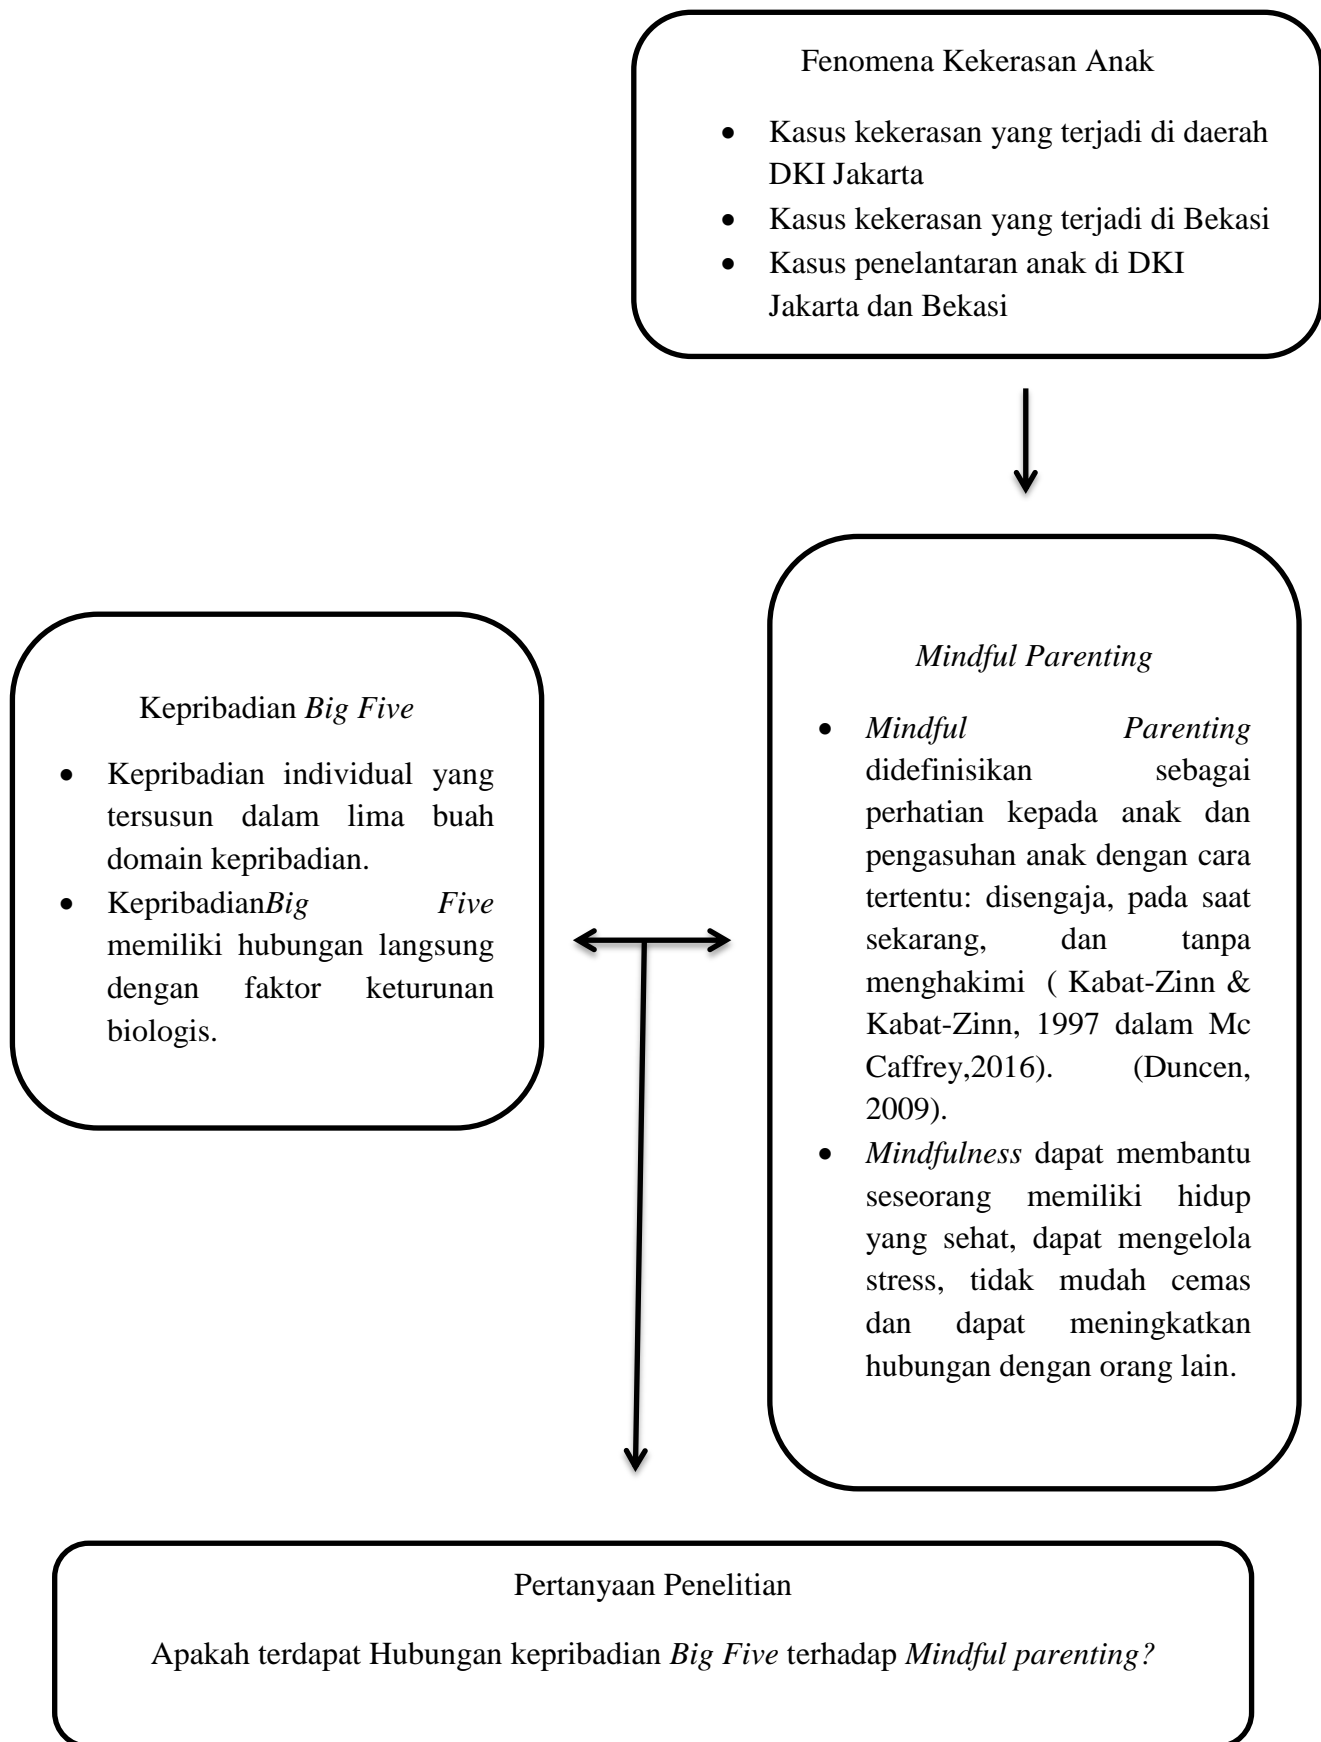 Fenomena Kekerasan Anak
• Kasus kekerasan yang terjadi di daerah
DKI Jakarta
• Kasus kekerasan yang terjadi di Bekasi
• Kasus penelantaran anak di DKI
Jakarta dan Bekasi
Kepribadian Big Five
• Kepribadian individual yang
tersusun dalam lima buah
domain kepribadian.
• KepribadianBig Five
memiliki hubungan langsung
dengan faktor keturunan
biologis.
Mindful Parenting
• Mindful Parenting
didefinisikan sebagai
perhatian kepada anak dan
pengasuhan anak dengan cara
tertentu: disengaja, pada saat
sekarang, dan tanpa
menghakimi ( Kabat-Zinn &
Kabat-Zinn, 1997 dalam Mc
Caffrey,2016). (Duncen,
2009).
• Mindfulness dapat membantu
seseorang memiliki hidup
yang sehat, dapat mengelola
stress, tidak mudah cemas
dan dapat meningkatkan
hubungan dengan orang lain.
Pertanyaan Penelitian
Apakah terdapat Hubungan kepribadian Big Five terhadap Mindful parenting?